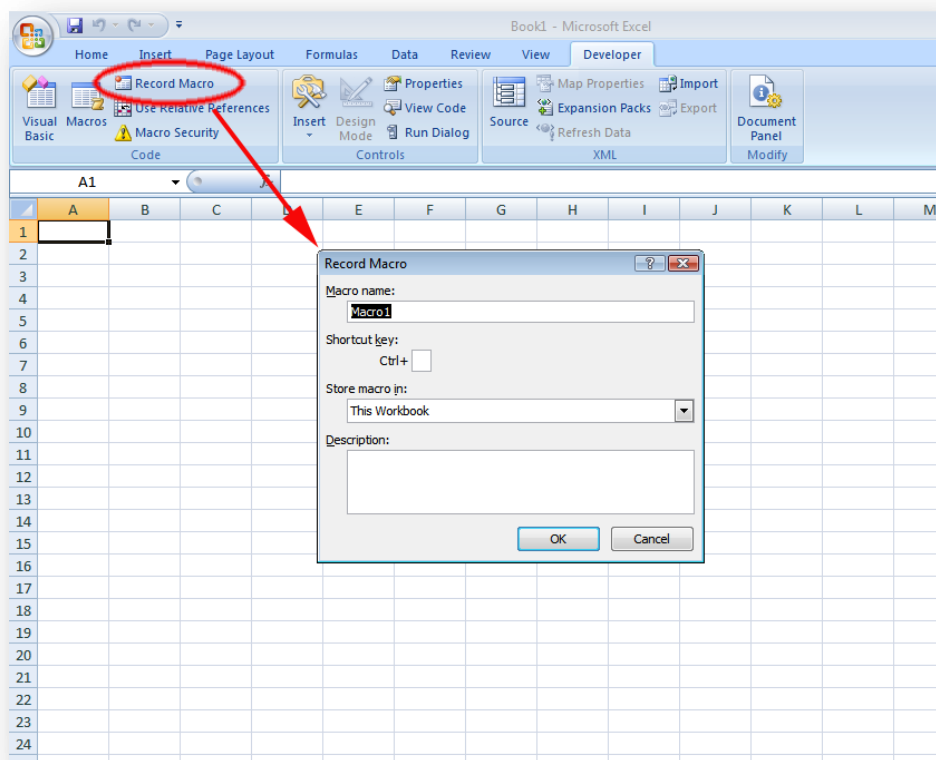 Book1 - Microsoft Excel
Home Insert Page Layout Formulas Data Review View Developer
Record Macro Properties Map Properties Import
Use Relative References View Code Expansion Packs Export
Visual Basic Macros Insert Design Mode Source Document Panel
Macro Security Run Dialog Refresh Data
Code Controls XML Modify
A1 fx
A B C D E F G H I J K L M
1
2
3
4
5
6
7
8
9
10
11
12
13
14
15
16
17
18
19
20
21
22
23
24
Record Macro
Macro name:
Macro1
Shortcut key:
Ctrl+
Store macro in:
This Workbook
Description:
OK Cancel